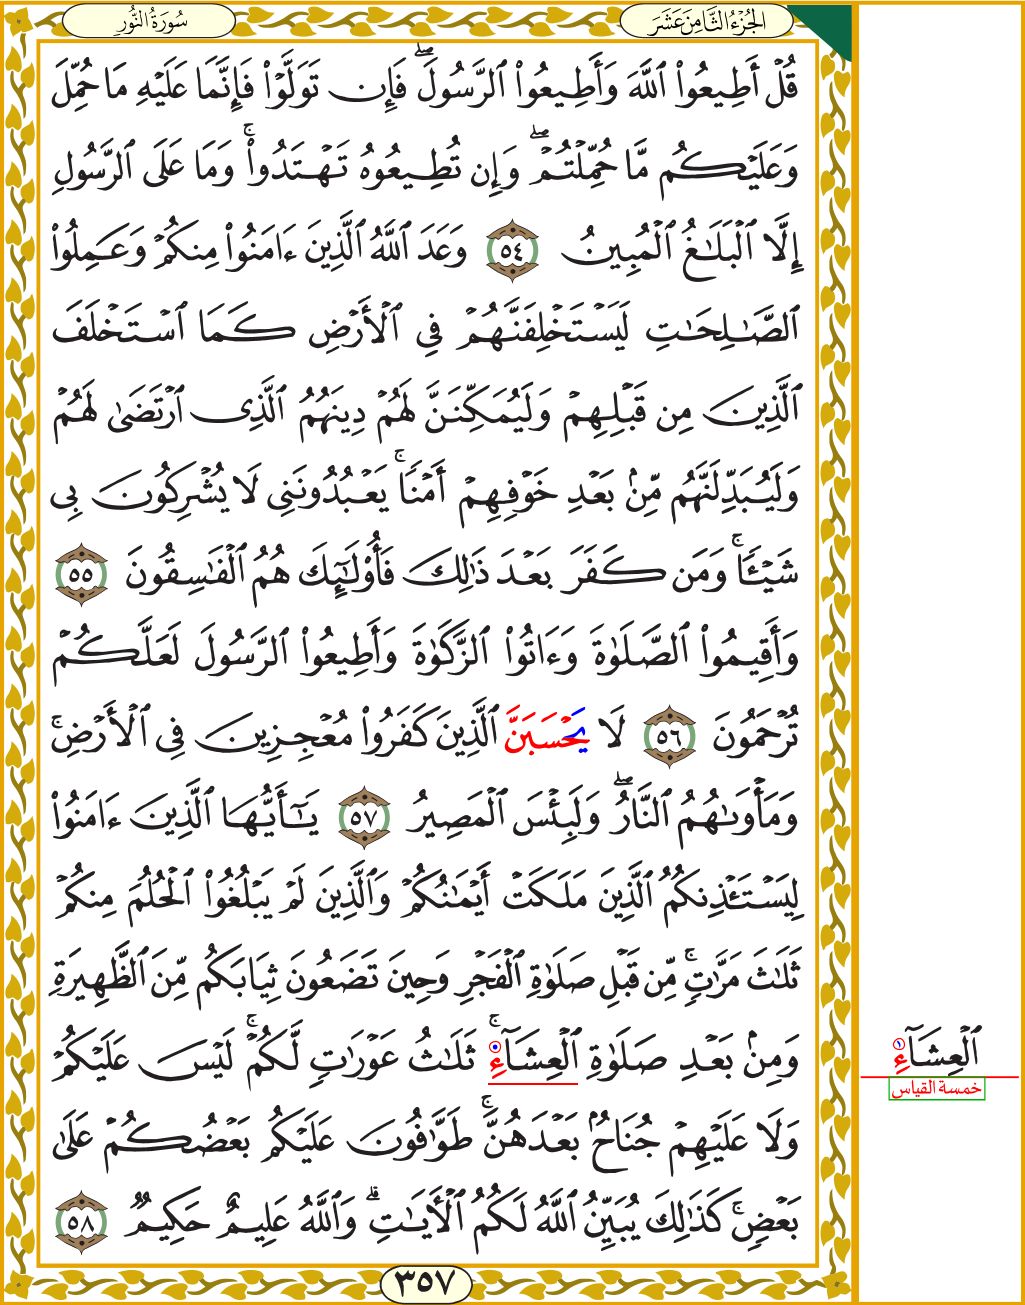 الجُزْءُ الثَّامِنَ عَشَرَ
سُورَةُ النُّورِ
قُلۡ أَطِيعُواْ ٱللَّهَ وَأَطِيعُواْ ٱلرَّسُولَۖ فَإِن تَوَلَّوۡاْ فَإِنَّمَا عَلَيۡهِ مَا حُمِّلَ
وَعَلَيۡكُم مَّا حُمِّلۡتُمۡۖ وَإِن تُطِيعُوهُ تَهۡتَدُواْۚ وَمَا عَلَى ٱلرَّسُولِ
إِلَّا ٱلۡبَلَٰغُ ٱلۡمُبِينُ ٥٤ وَعَدَ ٱللَّهُ ٱلَّذِينَ ءَامَنُواْ مِنكُمۡ وَعَمِلُواْ
ٱلصَّٰلِحَٰتِ لَيَسۡتَخۡلِفَنَّهُمۡ فِي ٱلۡأَرۡضِ كَمَا ٱسۡتَخۡلَفَ
ٱلَّذِينَ مِن قَبۡلِهِمۡ وَلَيُمَكِّنَنَّ لَهُمۡ دِينَهُمُ ٱلَّذِي ٱرۡتَضَىٰ لَهُمۡ
وَلَيُبَدِّلَنَّهُم مِّنۢ بَعۡدِ خَوۡفِهِمۡ أَمۡنٗاۚ يَعۡبُدُونَنِي لَا يُشۡرِكُونَ بِي
شَيۡـٔٗاۚ وَمَن كَفَرَ بَعۡدَ ذَٰلِكَ فَأُوْلَٰٓئِكَ هُمُ ٱلۡفَٰسِقُونَ ٥٥
وَأَقِيمُواْ ٱلصَّلَوٰةَ وَءَاتُواْ ٱلزَّكَوٰةَ وَأَطِيعُواْ ٱلرَّسُولَ لَعَلَّكُمۡ
تُرۡحَمُونَ ٥٦ لَا يَحۡسَبَنَّ ٱلَّذِينَ كَفَرُواْ مُعۡجِزِينَ فِي ٱلۡأَرۡضِۚ
وَمَأۡوَىٰهُمُ ٱلنَّارُۖ وَلَبِئۡسَ ٱلۡمَصِيرُ ٥٧ يَٰٓأَيُّهَا ٱلَّذِينَ ءَامَنُواْ
لِيَسۡتَـٔۡذِنكُمُ ٱلَّذِينَ مَلَكَتۡ أَيۡمَٰنُكُمۡ وَٱلَّذِينَ لَمۡ يَبۡلُغُواْ ٱلۡحُلُمَ مِنكُمۡ
ثَلَٰثَ مَرَّٰتٖۚ مِّن قَبۡلِ صَلَوٰةِ ٱلۡفَجۡرِ وَحِينَ تَضَعُونَ ثِيَابَكُم مِّنَ ٱلظَّهِيرَةِ
وَمِنۢ بَعۡدِ صَلَوٰةِ ٱلۡعِشَآءِۚ ثَلَٰثُ عَوۡرَٰتٖ لَّكُمۡۚ لَيۡسَ عَلَيۡكُمۡ
وَلَا عَلَيۡهِمۡ جُنَاحُۢ بَعۡدَهُنَّۚ طَوَّٰفُونَ عَلَيۡكُم بَعۡضُكُمۡ عَلَىٰ
بَعۡضٖۚ كَذَٰلِكَ يُبَيِّنُ ٱللَّهُ لَكُمُ ٱلۡأٓيَٰتِۗ وَٱللَّهُ عَلِيمٌ حَكِيمٞ ٥٨
٣٥٧
ٱلۡعِشَآءِ ١
خمسة القياس